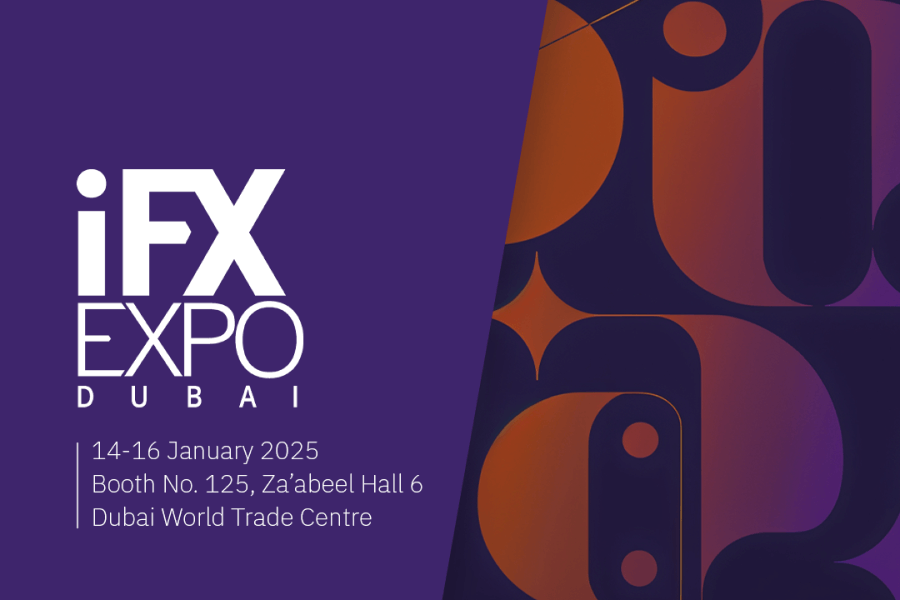 iFX
EXPO
DUBAI
14-16 January 2025
Booth No. 125, Za’abeel Hall 6
Dubai World Trade Centre